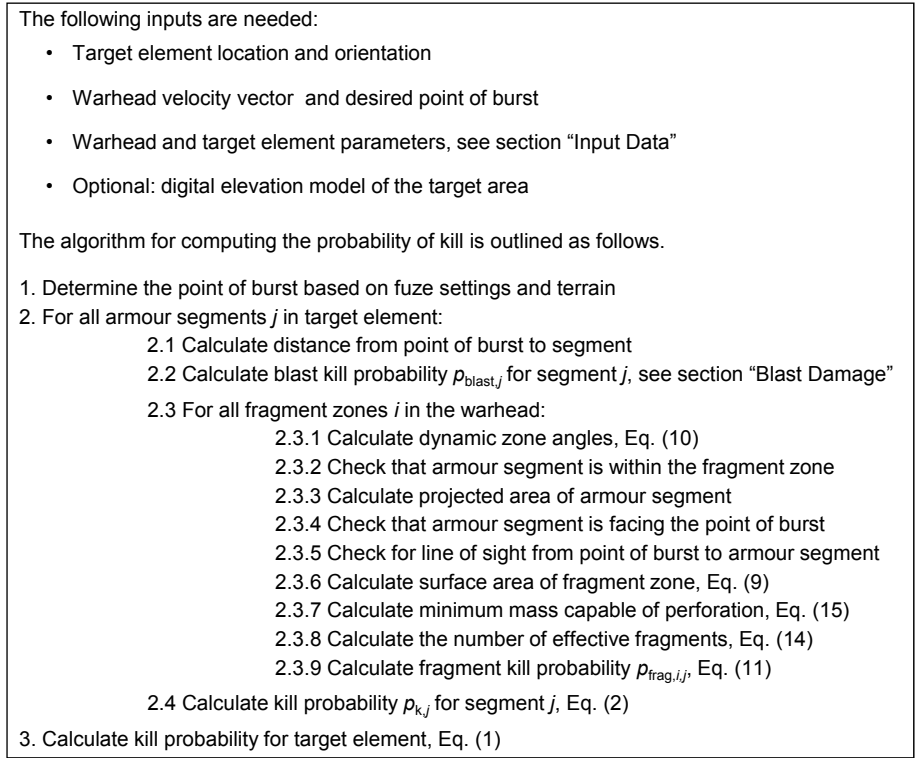 The following inputs are needed:
• Target element location and orientation
• Warhead velocity vector and desired point of burst
• Warhead and target element parameters, see section “Input Data”
• Optional: digital elevation model of the target area
The algorithm for computing the probability of kill is outlined as follows.
1. Determine the point of burst based on fuze settings and terrain
2. For all armour segments j in target element:
2.1 Calculate distance from point of burst to segment
2.2 Calculate blast kill probability pblast,j for segment j, see section “Blast Damage”
2.3 For all fragment zones i in the warhead:
2.3.1 Calculate dynamic zone angles, Eq. (10)
2.3.2 Check that armour segment is within the fragment zone
2.3.3 Calculate projected area of armour segment
2.3.4 Check that armour segment is facing the point of burst
2.3.5 Check for line of sight from point of burst to armour segment
2.3.6 Calculate surface area of fragment zone, Eq. (9)
2.3.7 Calculate minimum mass capable of perforation, Eq. (15)
2.3.8 Calculate the number of effective fragments, Eq. (14)
2.3.9 Calculate fragment kill probability pfrag,i,j, Eq. (11)
2.4 Calculate kill probability pk,j for segment j, Eq. (2)
3. Calculate kill probability for target element, Eq. (1)